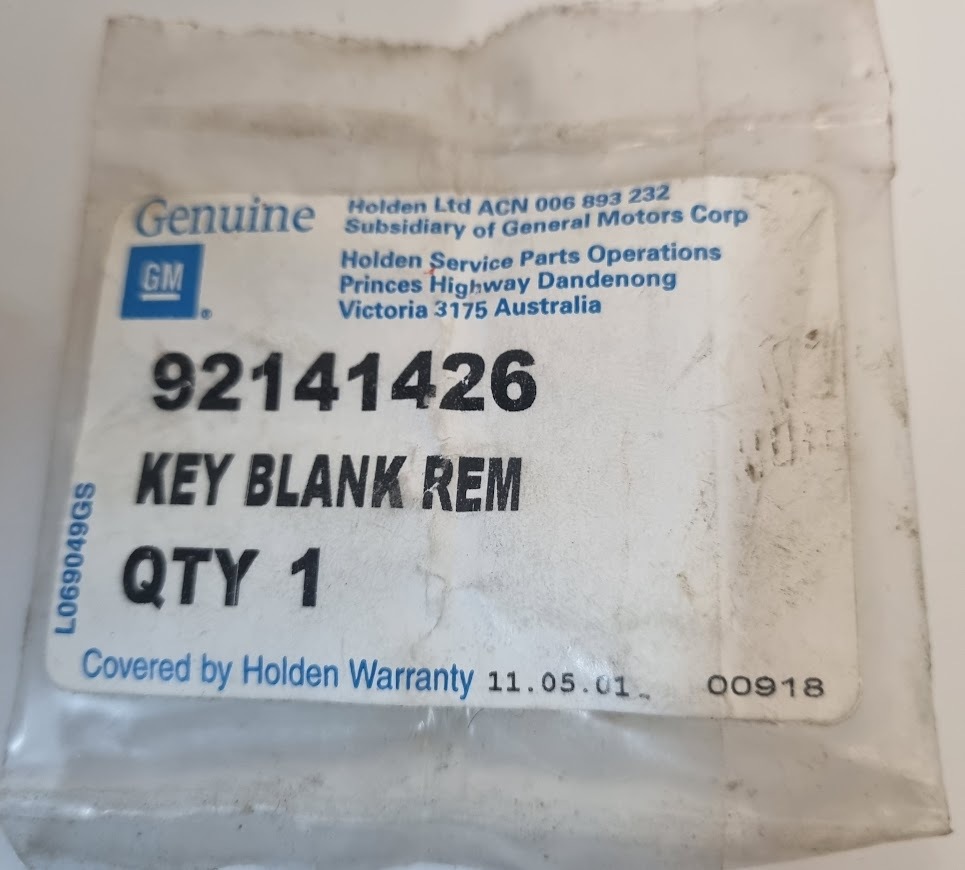 Genuine
Holden Ltd ACN 006 893 232
Subsidiary of General Motors Corp
GM
®
Holden Service Parts Operations
Princes Highway Dandenong
Victoria 3175 Australia
92141426
KEY BLANK REM
QTY 1
L069049GS
Covered by Holden Warranty 11.05.01 00918